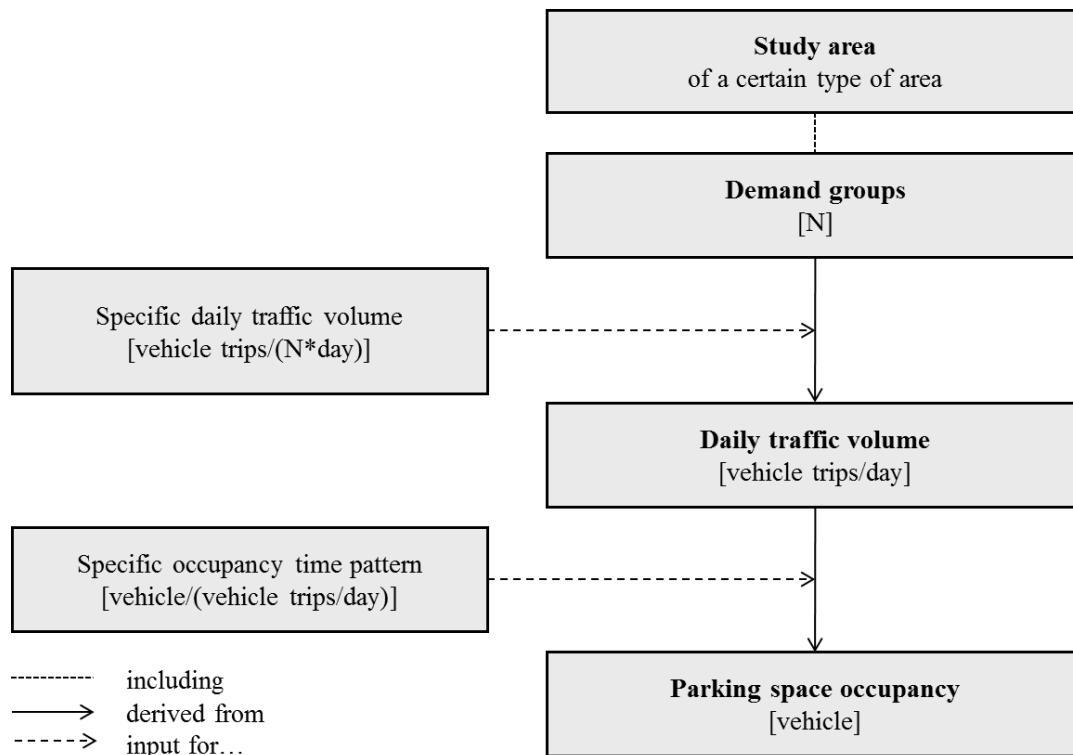 Study area
of a certain type of area
Demand groups
[N]
Specific daily traffic volume
[vehicle trips/(N*day)]
Daily traffic volume
[vehicle trips/day]
Specific occupancy time pattern
[vehicle/(vehicle trips/day)]
Parking space occupancy
[vehicle]
including
derived from
input for…